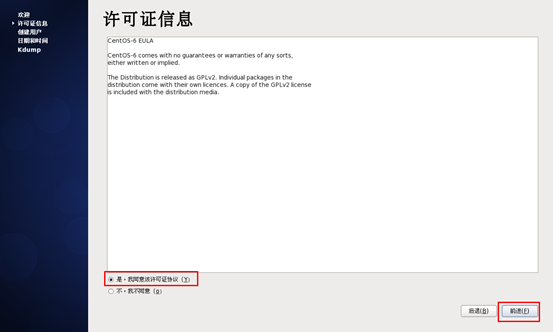 欢迎
许可证信息
创建用户
日期和时间
Kdump
许可证信息
CentOS-6 EULA
CentOS-6 comes with no guarantees or warranties of any sorts,
either written or implied.
The Distribution is released as GPLv2. Individual packages in the
distribution come with their own licences. A copy of the GPLv2 license
is included with the distribution media.
是，我同意该许可证协议（Y）
不，我不同意（o）
后退(B)
前进(F)